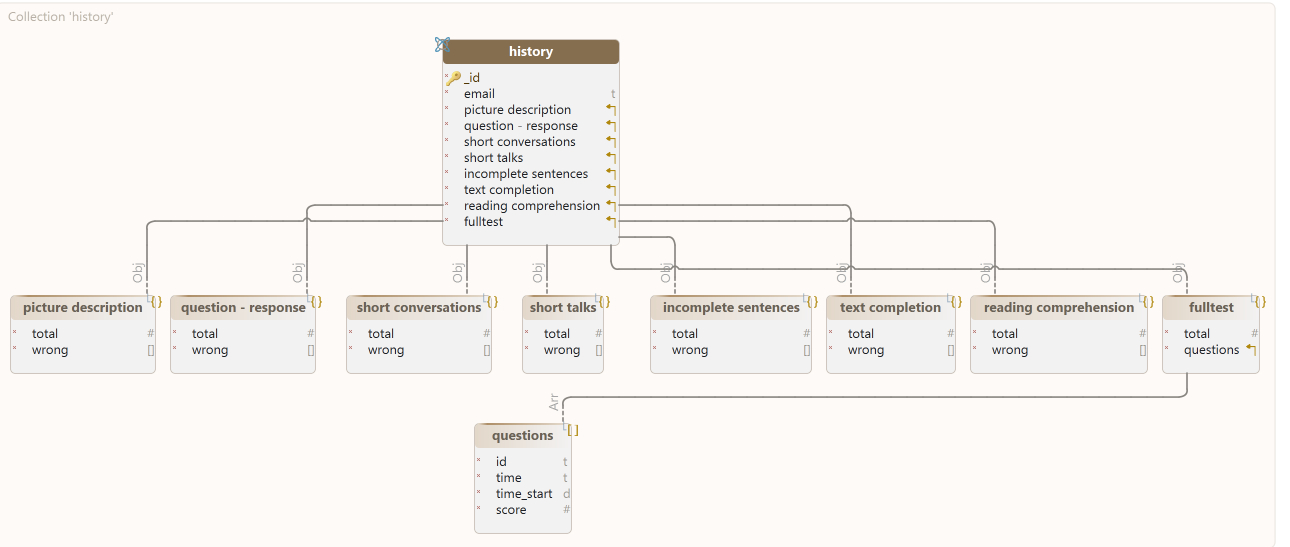 Collection 'history'
history
_id
email t
picture description
question - response
short conversations
short talks
incomplete sentences
text completion
reading comprehension
fulltest
Obj Obj Obj Obj Obj Obj Obj Obj
picture description {}
total #
wrong []
question - response {}
total #
wrong []
short conversations {}
total #
wrong []
short talks {}
total #
wrong []
incomplete sentences {}
total #
wrong []
text completion {}
total #
wrong []
reading comprehension {}
total #
wrong []
fulltest {}
total #
questions
Arr
questions []
id t
time t
time_start d
score #